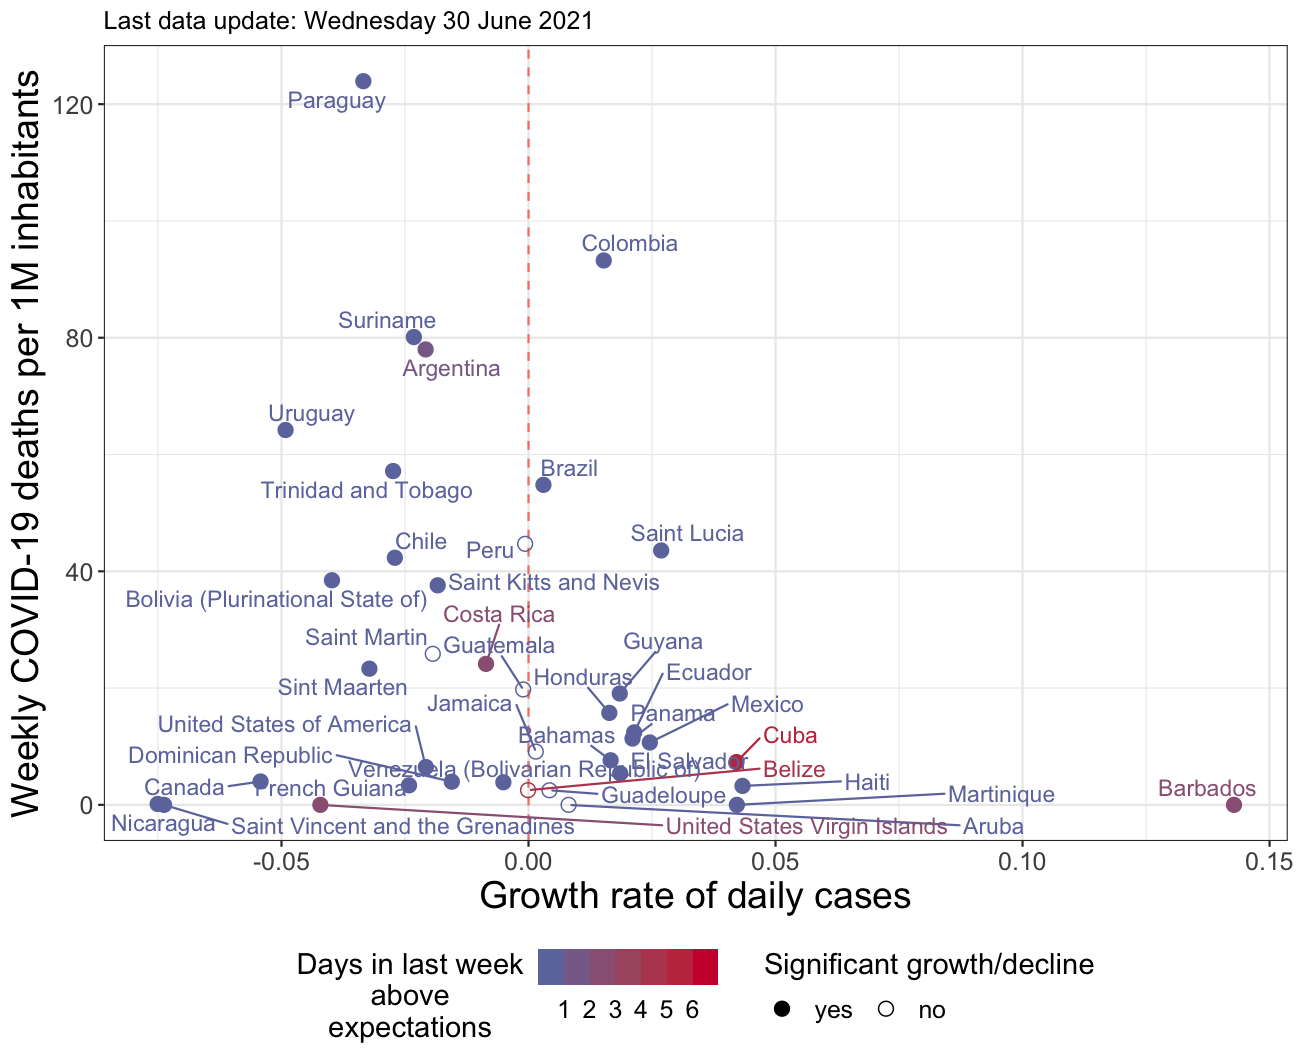 Last data update: Wednesday 30 June 2021
Weekly COVID-19 deaths per 1M inhabitants
120
80
40
0
Paraguay
Colombia
Suriname
Argentina
Uruguay
Brazil
Trinidad and Tobago
Saint Lucia
Chile
Peru
Saint Kitts and Nevis
Bolivia (Plurinational State of)
Costa Rica
Saint Martin
Guatemala
Guyana
Ecuador
Honduras
Sint Maarten
Jamaica
Mexico
Panama
United States of America
Bahamas
Cuba
Dominican Republic
El Salvador
Venezuela (Bolivarian Republic of)
Belize
Canada
French Guiana
Haiti
Barbados
Guadeloupe
Martinique
Nicaragua
Saint Vincent and the Grenadines
United States Virgin Islands
Aruba
-0.05
0.00
0.05
0.10
0.15
Growth rate of daily cases
Days in last week
above
expectations
1 2 3 4 5 6
Significant growth/decline
yes
no